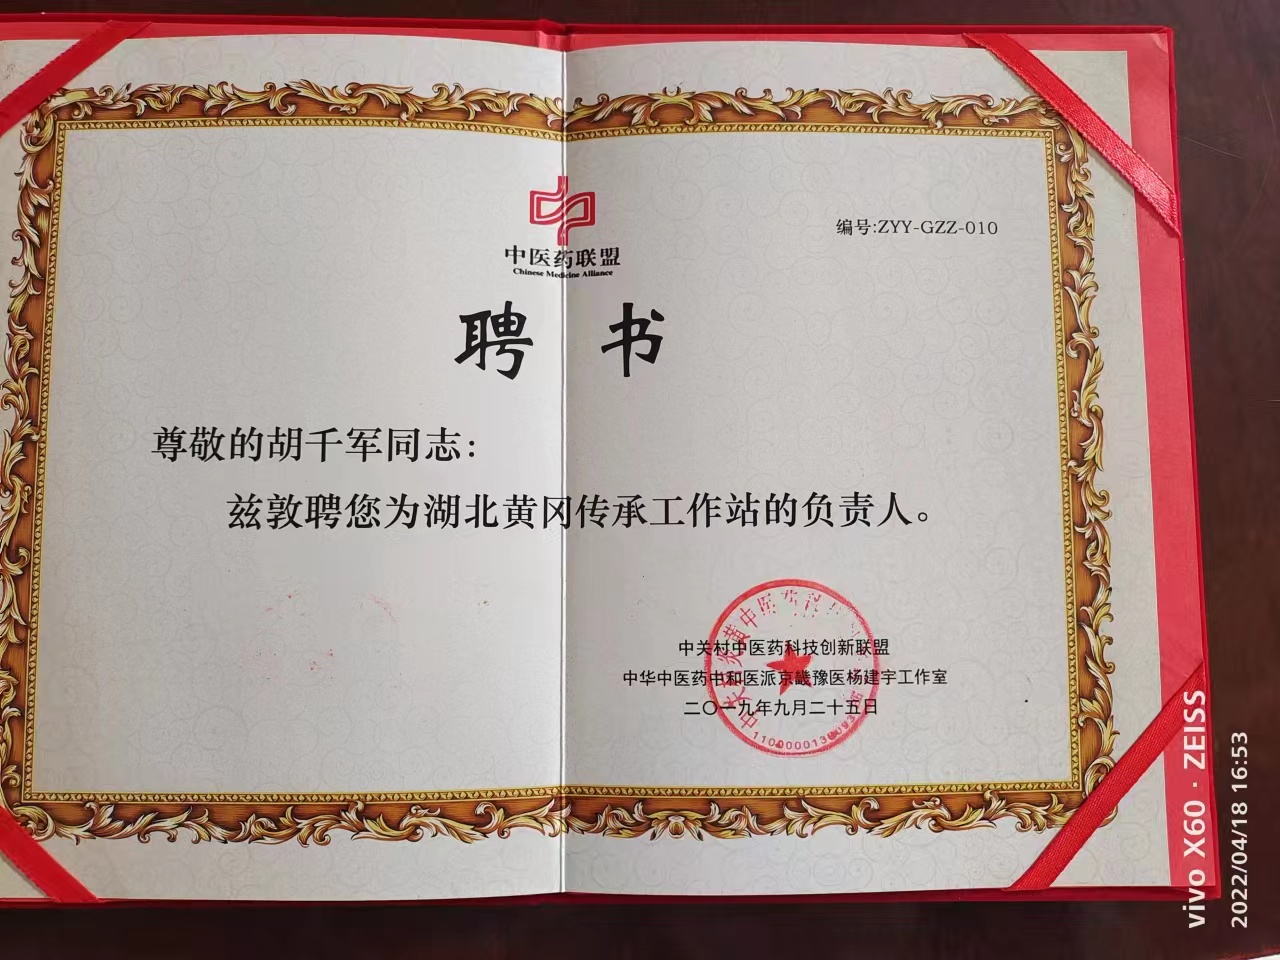 中医药联盟
Chinese Medicine Alliance
编号:ZYY-GZZ-010
聘书
尊敬的胡千军同志：
兹敦聘您为湖北黄冈传承工作站的负责人。
中关村中医药科技创新联盟
中华中医药中和医派京畿豫医杨建宇工作室
二〇一九年九月二十五日
vivo X60 · ZEISS
2022/04/18 16:53